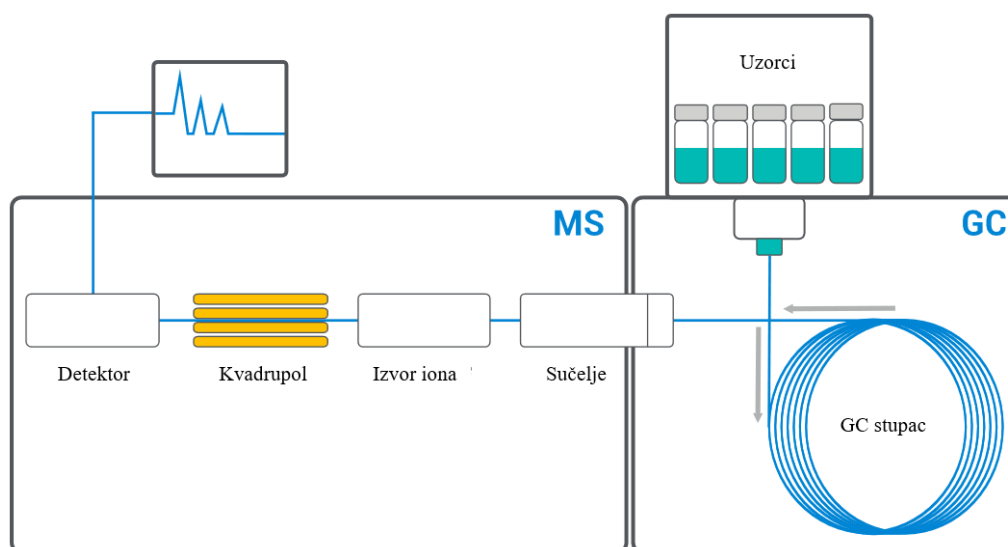 Uzorci
MS
GC
Detektor
Kvadrupol
Izvor iona
Sučelje
GC stupac